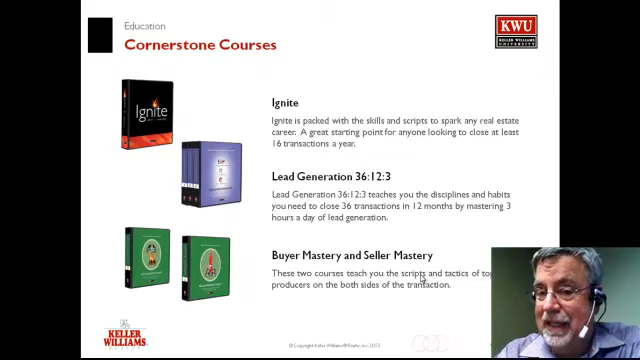 Education
Cornerstone Courses
KWU
KELLER WILLIAMS
UNIVERSITY
Ignite
Ignite
Ignite is packed with the skills and scripts to spark any real estate
career. A great starting point for anyone looking to close at least
16 transactions a year.
Lead Generation 36:12:3
Lead Generation 36:12:3 teaches you the disciplines and habits
you need to close 36 transactions in 12 months by mastering 3
hours a day of lead generation.
Buyer Mastery and Seller Mastery
These two courses teach you the scripts and tactics of
producers on the both sides of the transaction.
KELLER
WILLIAMS